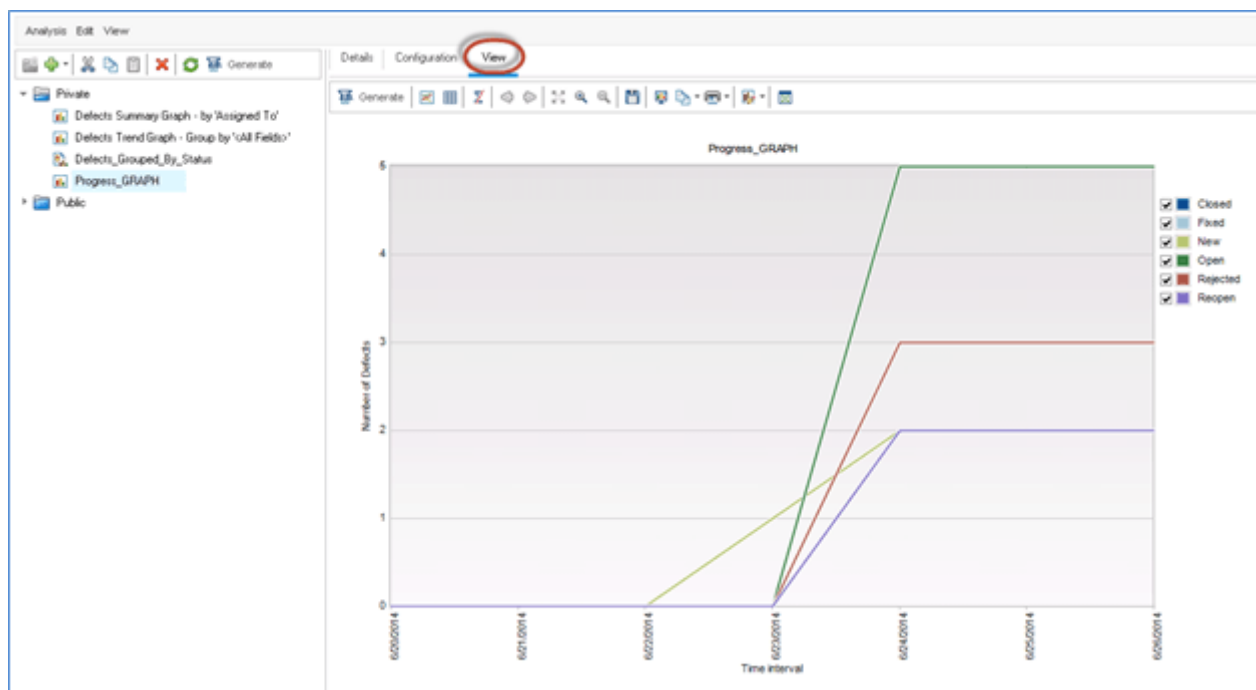 Analysis Edit View
Generate
Private
Defects Summary Graph - by 'Assigned To'
Defects Trend Graph - Group by '<All Fields>'
Defects_Grouped_By_Status
Progress_GRAPH
Public
Details Configuration View
Generate
Progress_GRAPH
Number of Defects
5
4
3
2
1
0
6/20/2014
6/21/2014
6/22/2014
6/23/2014
6/24/2014
6/25/2014
6/26/2014
Time interval
Closed
Fixed
New
Open
Rejected
Reopen